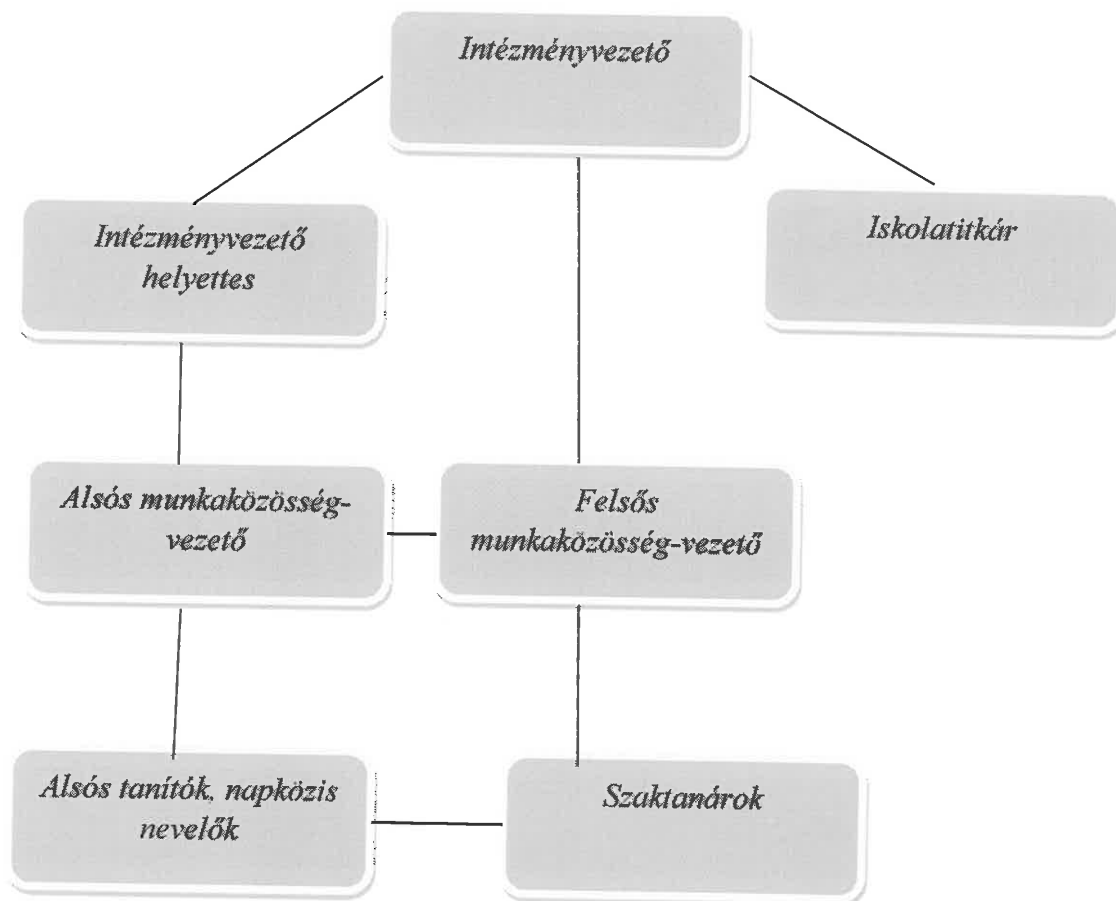 Intézményvezető
Intézményvezető
helyettes
Iskolatitkár
Alsós munkaközösség-
vezető
Felsős
munkaközösség-vezető
Alsós tanítók, napközis
nevelők
Szaktanárok